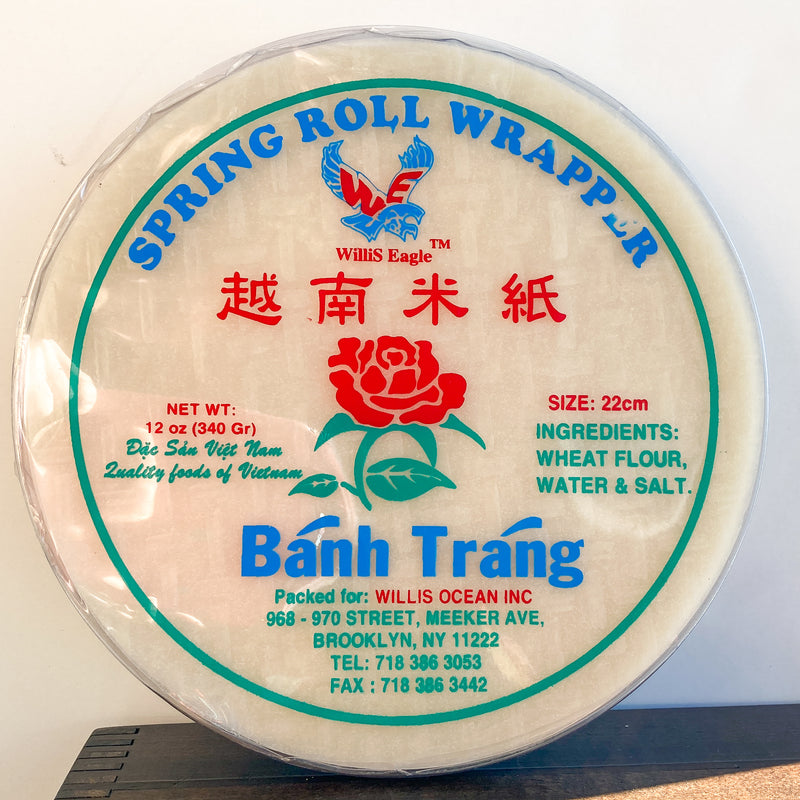 SPRING ROLL WRAPPER
WE
WilliS Eagle™
越南米紙
NET WT:
12 oz (340 Gr)
Đặc Sản Việt Nam
Quality foods of Vietnam
SIZE: 22cm
INGREDIENTS:
WHEAT FLOUR,
WATER & SALT.
Bánh Tráng
Packed for: WILLIS OCEAN INC
968 - 970 STREET, MEEKER AVE,
BROOKLYN, NY 11222
TEL: 718 386 3053
FAX : 718 386 3442